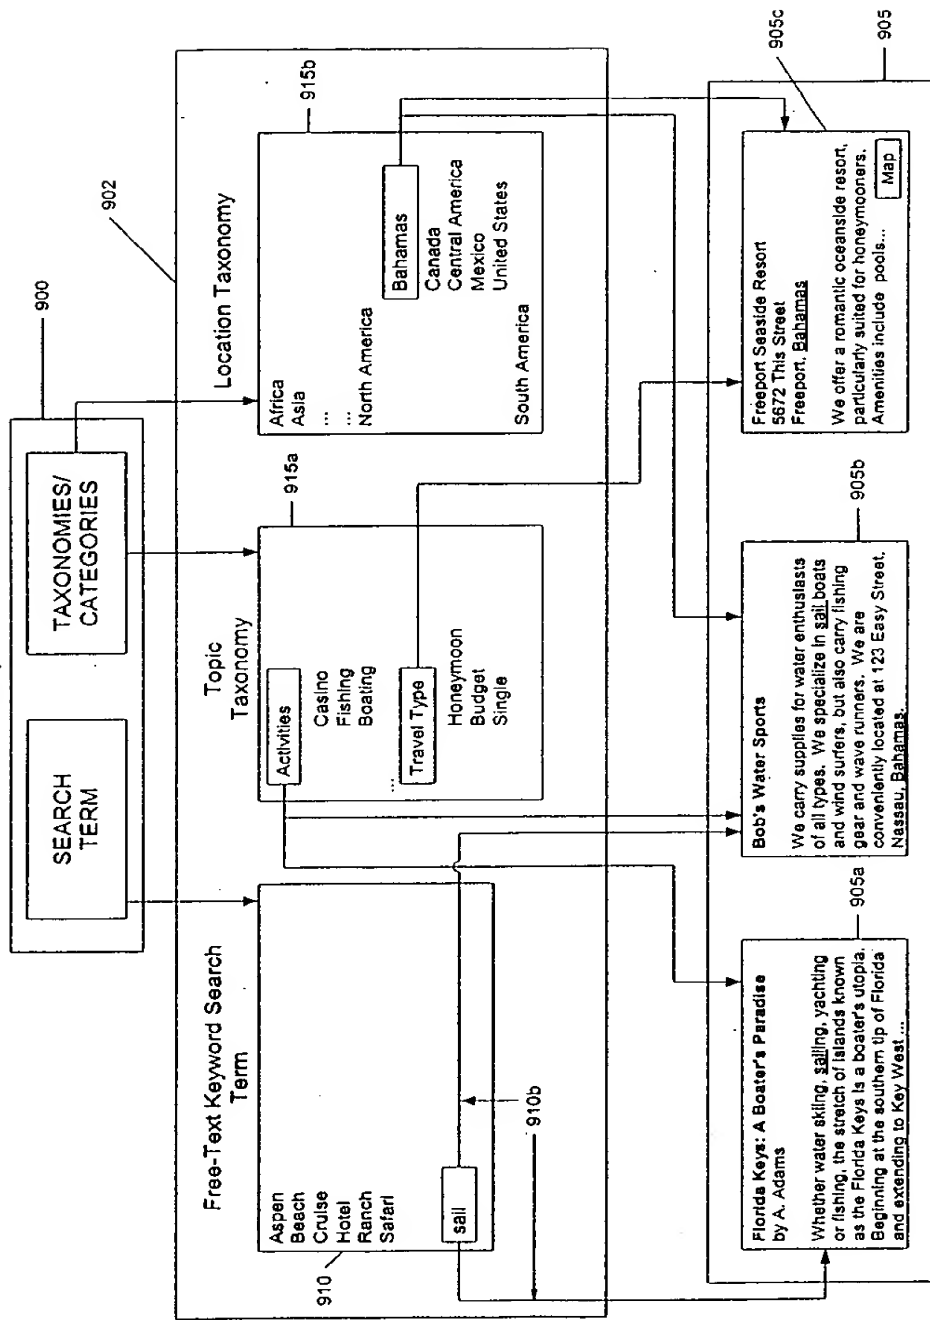 900
SEARCH
TERM
TAXONOMIES/
CATEGORIES
902
Free-Text Keyword Search
Term
Topic
Taxonomy
Location Taxonomy
910
Aspen
Beach
Cruise
Hotel
Ranch
Safari
sail
910b
915a
Activities
Casino
Fishing
Boating
...
Travel Type
Honeymoon
Budget
Single
915b
Africa
Asia
...
...
North America
Bahamas
Canada
Central America
Mexico
United States
South America
905
905a
Florida Keys: A Boater's Paradise
by A. Adams
Whether water skiing, sailing, yachting
or fishing, the stretch of islands known
as the Florida Keys is a boater's utopia.
Beginning at the southern tip of Florida
and extending to Key West ...
905b
Bob's Water Sports
We carry supplies for water enthusiasts
of all types. We specialize in sail boats
and wind surfers, but also carry fishing
gear and wave runners. We are
conveniently located at 123 Easy Street,
Nassau, Bahamas.
905c
Freeport Seaside Resort
5672 This Street
Freeport, Bahamas
We offer a romantic oceanside resort,
particularly suited for honeymooners.
Amenities include pools...
Map